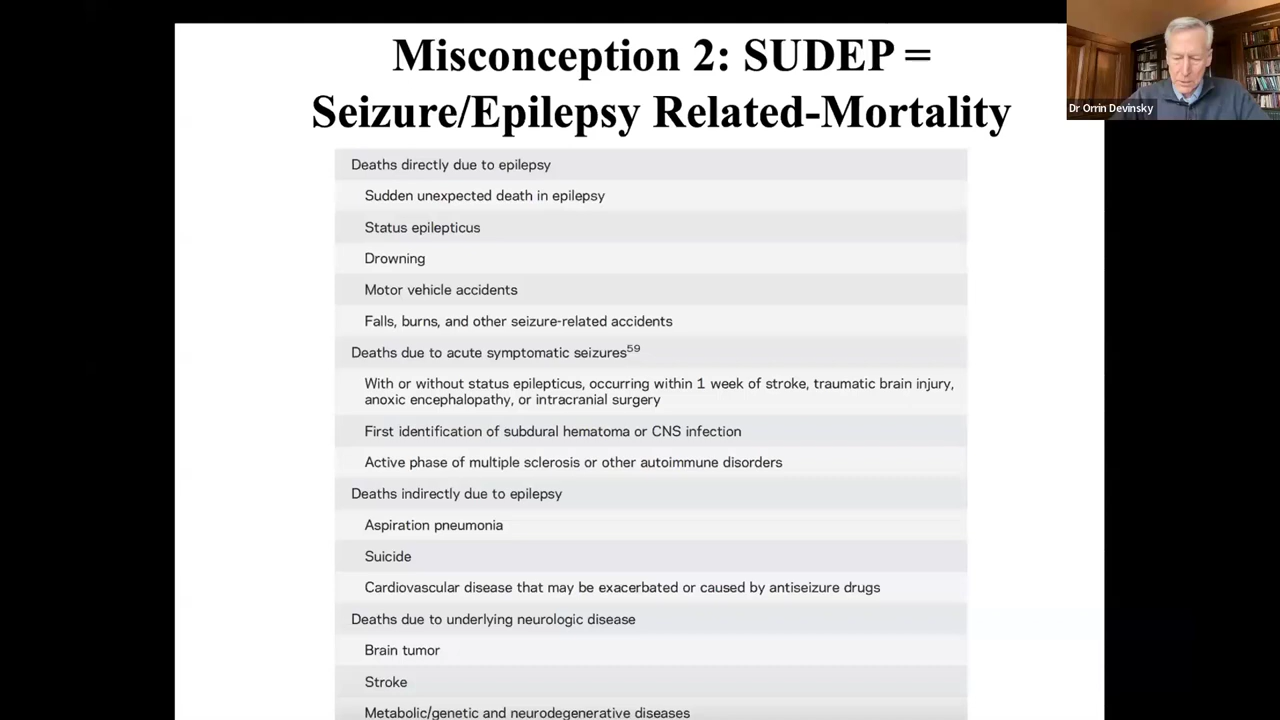 Misconception 2: SUDEP =
Seizure/Epilepsy Related-Mortality
Dr Orrin Devinsky
Deaths directly due to epilepsy
Sudden unexpected death in epilepsy
Status epilepticus
Drowning
Motor vehicle accidents
Falls, burns, and other seizure-related accidents
Deaths due to acute symptomatic seizures59
With or without status epilepticus, occurring within 1 week of stroke, traumatic brain injury,
anoxic encephalopathy, or intracranial surgery
First identification of subdural hematoma or CNS infection
Active phase of multiple sclerosis or other autoimmune disorders
Deaths indirectly due to epilepsy
Aspiration pneumonia
Suicide
Cardiovascular disease that may be exacerbated or caused by antiseizure drugs
Deaths due to underlying neurologic disease
Brain tumor
Stroke
Metabolic/genetic and neurodegenerative diseases